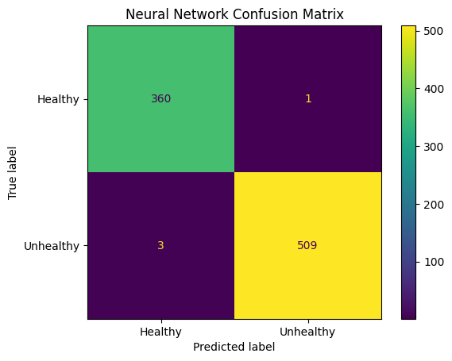 Neural Network Confusion Matrix
True label
Healthy
360
1
Unhealthy
3
509
Healthy
Unhealthy
Predicted label
500
400
300
200
100